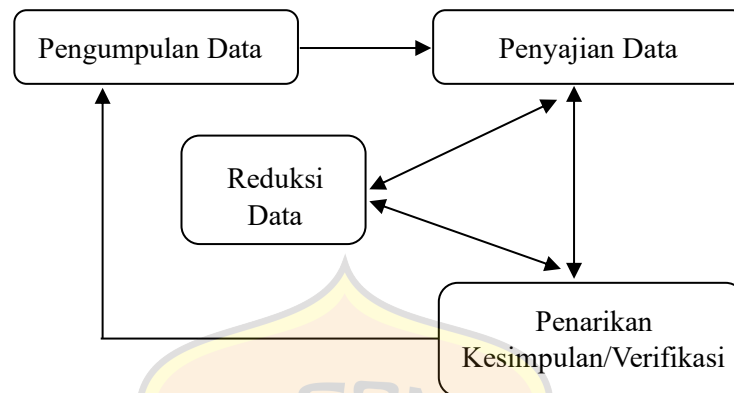 Pengumpulan Data
Penyajian Data
Reduksi
Data
Penarikan
Kesimpulan/Verifikasi